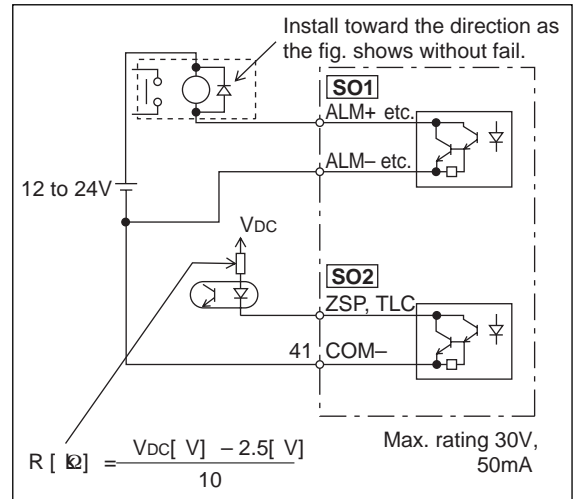 Install toward the direction as
the fig. shows without fail.
SO1
ALM+ etc.
ALM– etc.
12 to 24V
VDC
SO2
ZSP, TLC
41 COM–
Max. rating 30V,
50mA
R [ kΩ] = VDC[ V] – 2.5[ V]
10